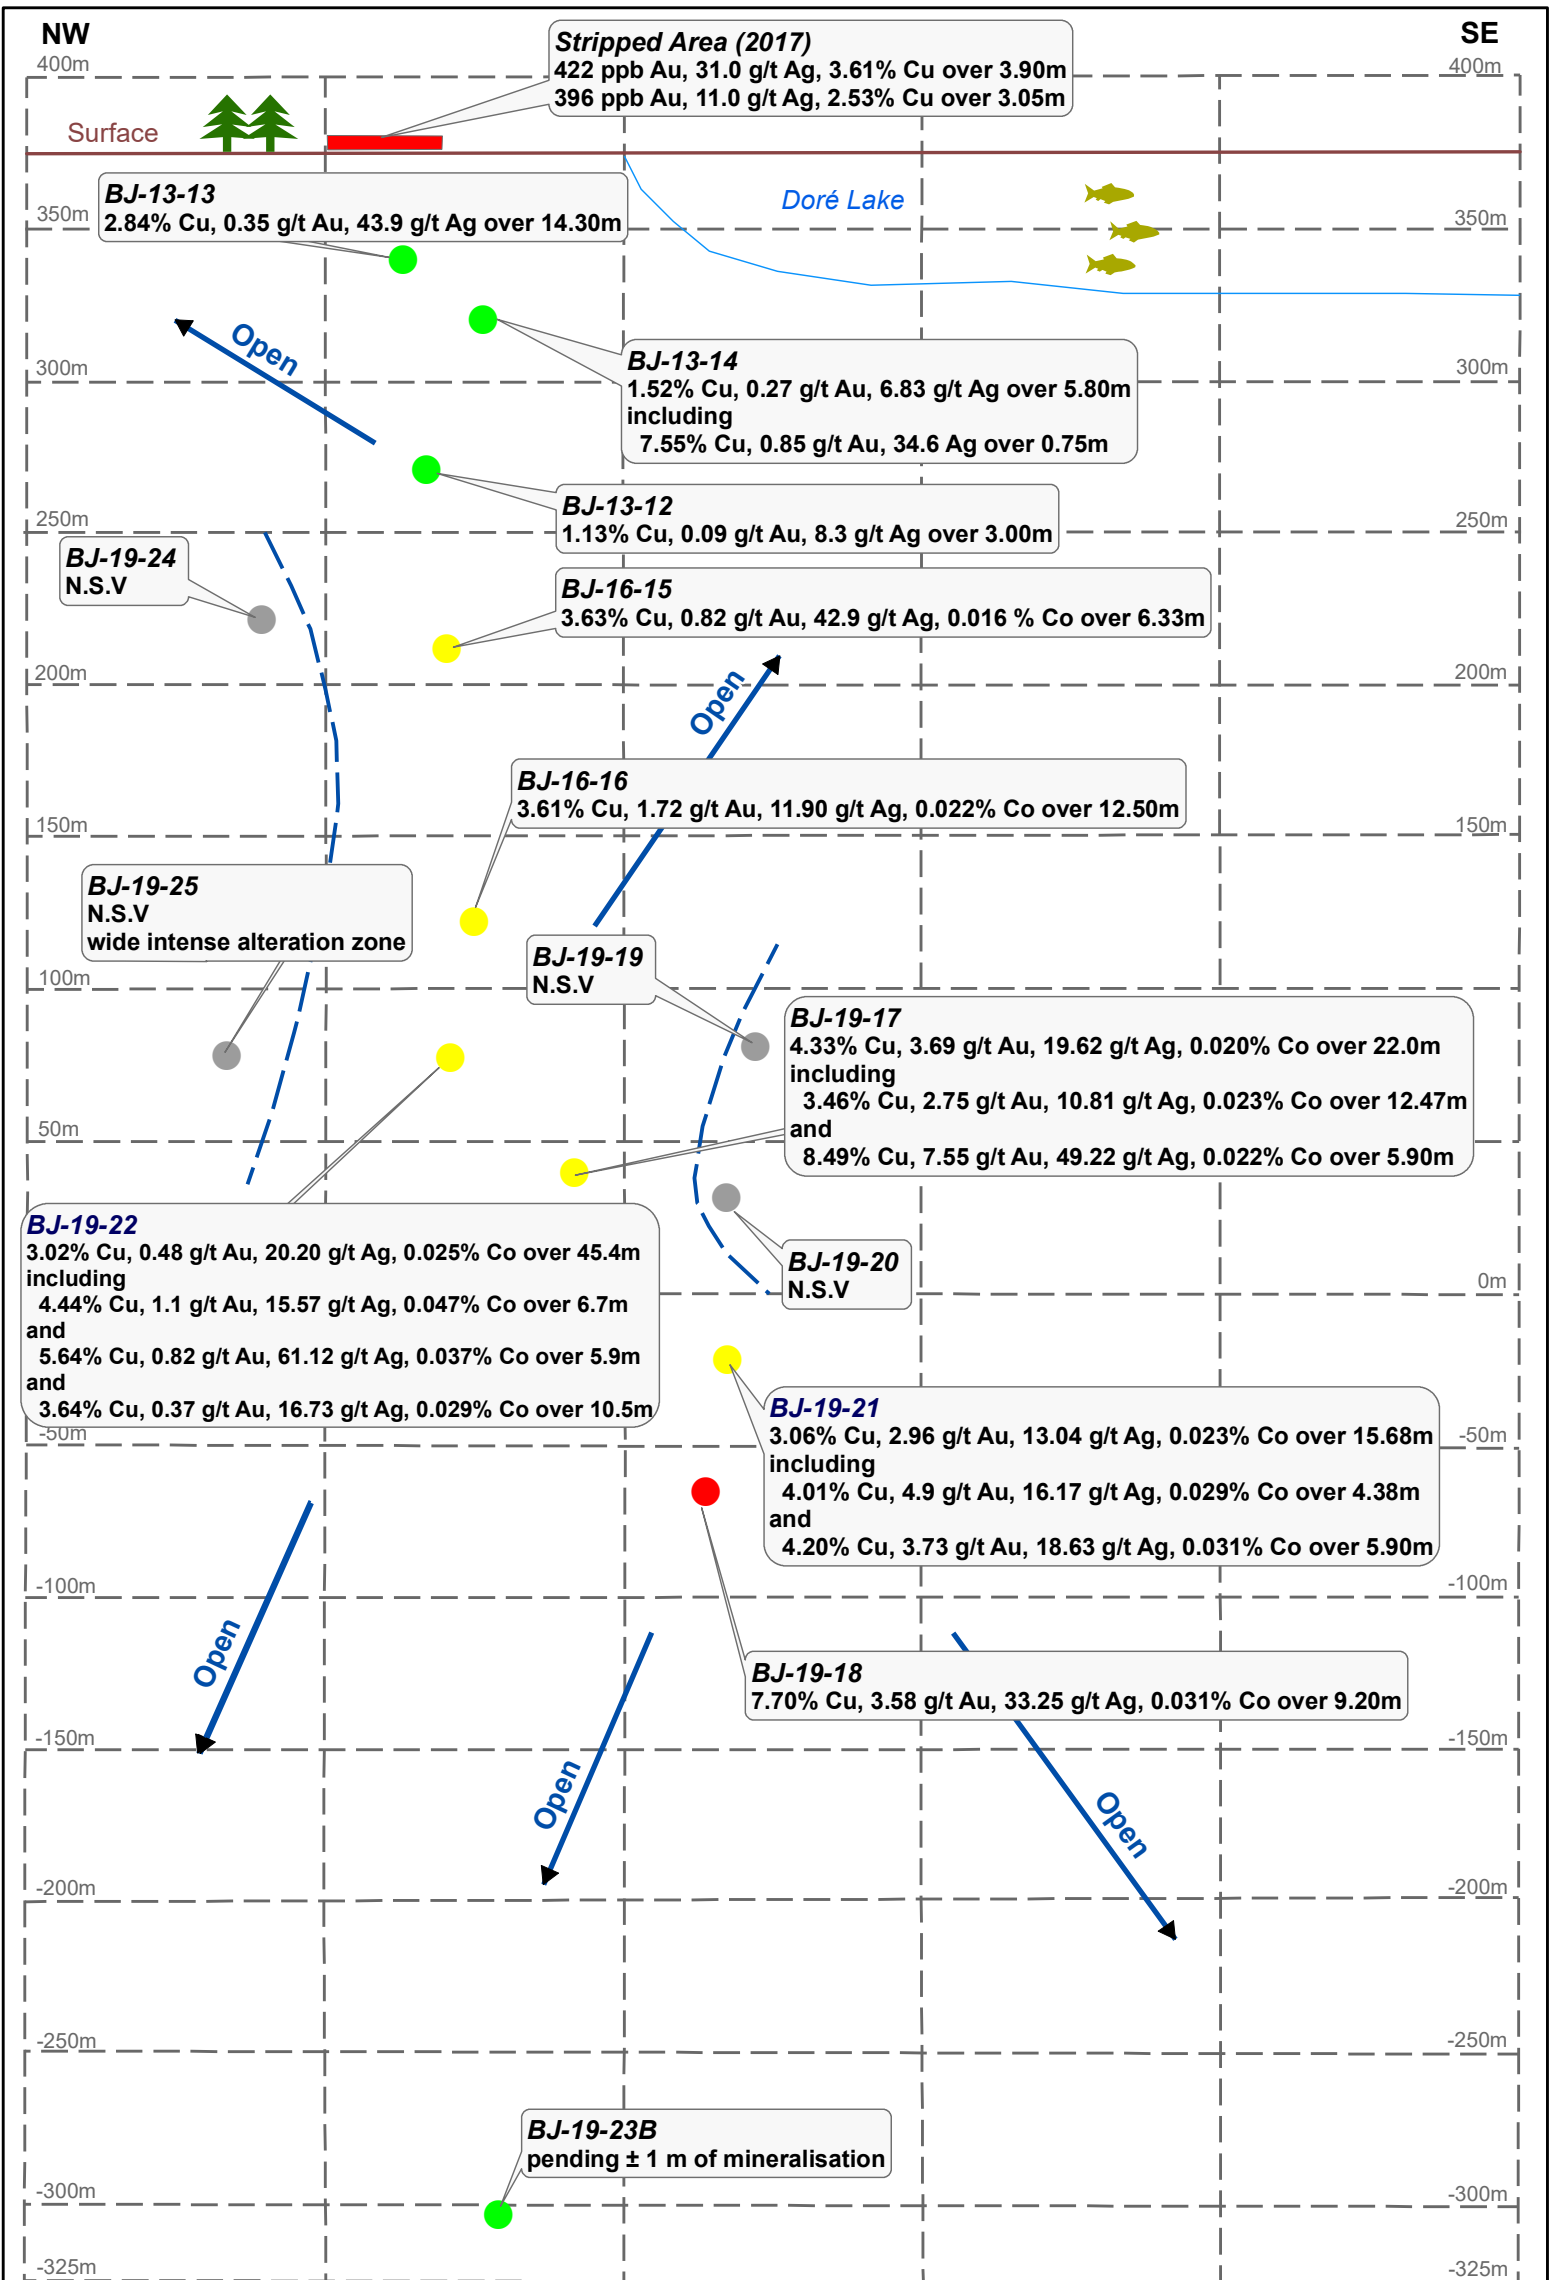 NW
SE
400m
400m
Stripped Area (2017)
422 ppb Au, 31.0 g/t Ag, 3.61% Cu over 3.90m
396 ppb Au, 11.0 g/t Ag, 2.53% Cu over 3.05m
Surface
BJ-13-13
2.84% Cu, 0.35 g/t Au, 43.9 g/t Ag over 14.30m
Doré Lake
350m
350m
Open
BJ-13-14
1.52% Cu, 0.27 g/t Au, 6.83 g/t Ag over 5.80m
including
7.55% Cu, 0.85 g/t Au, 34.6 Ag over 0.75m
300m
300m
BJ-13-12
1.13% Cu, 0.09 g/t Au, 8.3 g/t Ag over 3.00m
250m
250m
BJ-19-24
N.S.V
BJ-16-15
3.63% Cu, 0.82 g/t Au, 42.9 g/t Ag, 0.016 % Co over 6.33m
200m
200m
Open
BJ-16-16
3.61% Cu, 1.72 g/t Au, 11.90 g/t Ag, 0.022% Co over 12.50m
150m
150m
BJ-19-25
N.S.V
wide intense alteration zone
BJ-19-19
N.S.V
100m
100m
BJ-19-17
4.33% Cu, 3.69 g/t Au, 19.62 g/t Ag, 0.020% Co over 22.0m
including
3.46% Cu, 2.75 g/t Au, 10.81 g/t Ag, 0.023% Co over 12.47m
and
8.49% Cu, 7.55 g/t Au, 49.22 g/t Ag, 0.022% Co over 5.90m
50m
50m
BJ-19-22
3.02% Cu, 0.48 g/t Au, 20.20 g/t Ag, 0.025% Co over 45.4m
including
4.44% Cu, 1.1 g/t Au, 15.57 g/t Ag, 0.047% Co over 6.7m
and
5.64% Cu, 0.82 g/t Au, 61.12 g/t Ag, 0.037% Co over 5.9m
and
3.64% Cu, 0.37 g/t Au, 16.73 g/t Ag, 0.029% Co over 10.5m
BJ-19-20
N.S.V
0m
BJ-19-21
3.06% Cu, 2.96 g/t Au, 13.04 g/t Ag, 0.023% Co over 15.68m
including
4.01% Cu, 4.9 g/t Au, 16.17 g/t Ag, 0.029% Co over 4.38m
and
4.20% Cu, 3.73 g/t Au, 18.63 g/t Ag, 0.031% Co over 5.90m
-50m
-50m
-100m
-100m
Open
BJ-19-18
7.70% Cu, 3.58 g/t Au, 33.25 g/t Ag, 0.031% Co over 9.20m
-150m
-150m
Open
Open
-200m
-200m
-250m
-250m
BJ-19-23B
pending ± 1 m of mineralisation
-300m
-300m
-325m
-325m